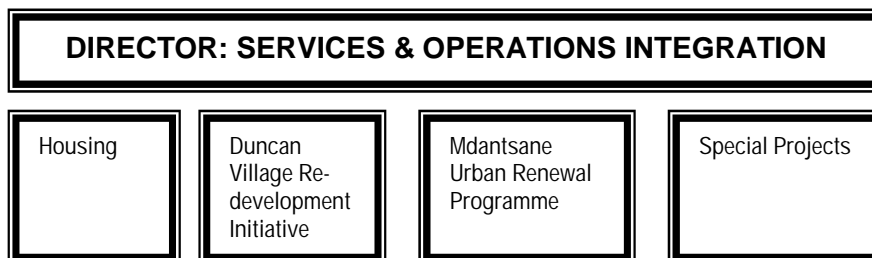 DIRECTOR: SERVICES & OPERATIONS INTEGRATION
Housing
Duncan
Village Re-
development
Initiative
Mdantsane
Urban Renewal
Programme
Special Projects